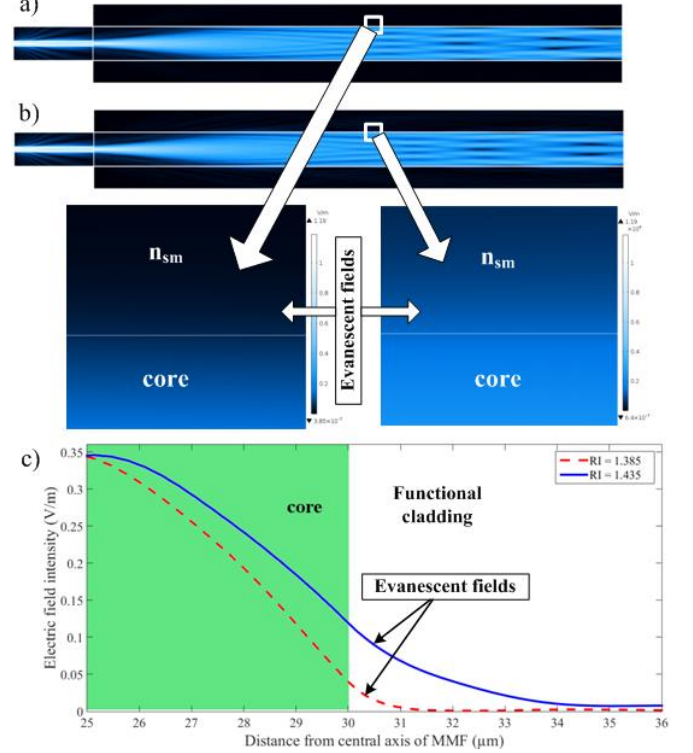 a)
b)
V/m
▲ 1.19
1
0.8
0.6
0.4
0.2
n_sm
core
Evanescent fields
V/m
▲ 1.19
1
0.8
0.6
0.4
0.2
n_sm
core
c)
Electric field intensity (V/m)
0.35
0.3
0.25
0.2
0.15
0.1
0.05
0
core
Functional
cladding
Evanescent fields
RI = 1.385
RI = 1.435
25 26 27 28 29 30 31 32 33 34 35 36
Distance from central axis of MMF (µm)